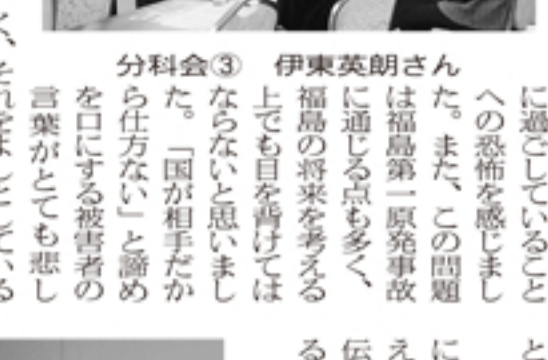 分科会③　伊東英朗さん
に過ごしていること
への恐怖を感じまし
た。また、この問題
は福島第一原発事故
に通じる点も多く、
福島の将来を考える
上でも目を背けては
ならないと思いまし
た。「国が相手だか
ら仕方ない」と諦め
を口にする被害者の
言葉がとても悲し
と
に
え
伝
る